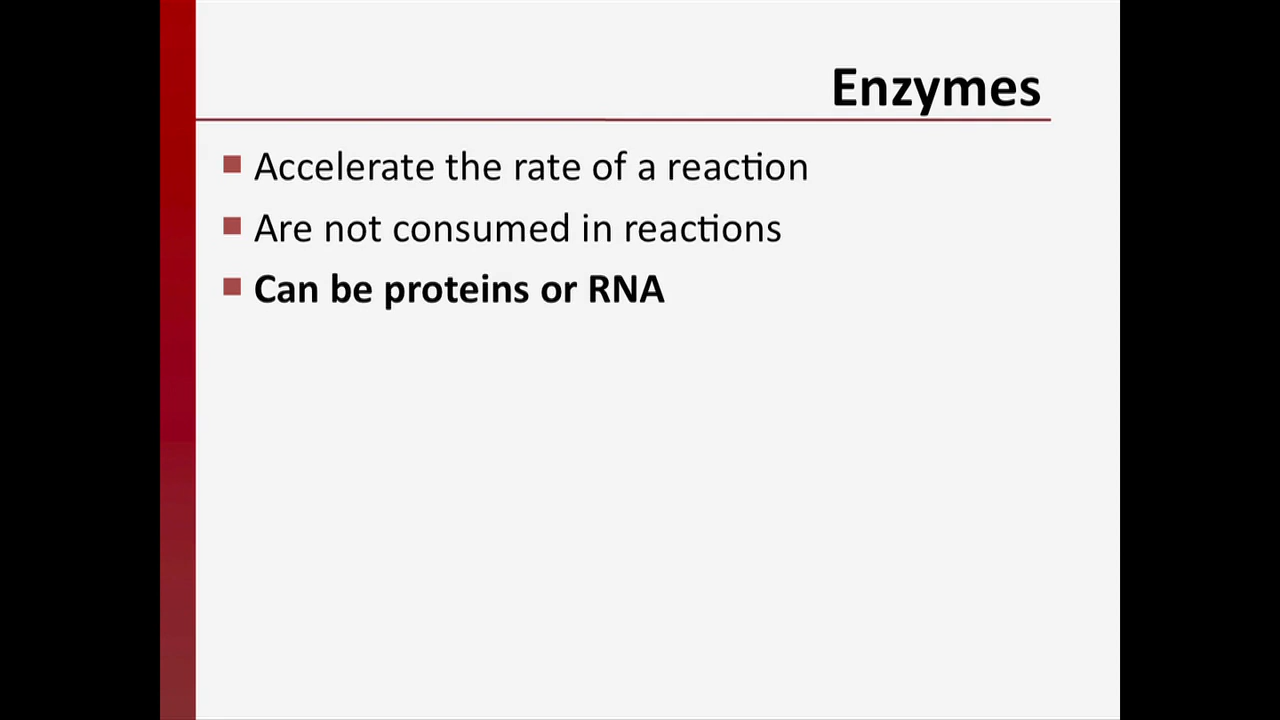 Enzymes
Accelerate the rate of a reaction
Are not consumed in reactions
Can be proteins or RNA